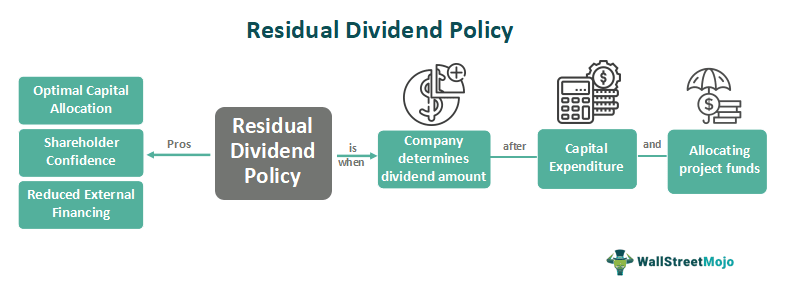 Residual Dividend Policy
Optimal Capital
Allocation
Shareholder
Confidence
Reduced External
Financing
Pros
Residual
Dividend
Policy
is
when
Company
determines
dividend amount
after
Capital
Expenditure
and
Allocating
project funds
WallStreetMojo